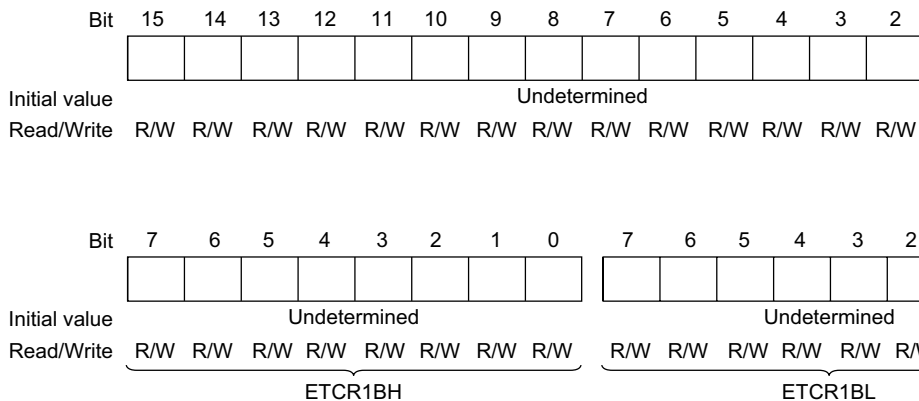 Bit 15 14 13 12 11 10 9 8 7 6 5 4 3 2
Initial value Undetermined
Read/Write R/W R/W R/W R/W R/W R/W R/W R/W R/W R/W R/W R/W R/W R/W
Bit 7 6 5 4 3 2 1 0 7 6 5 4 3 2
Initial value Undetermined Undetermined
Read/Write R/W R/W R/W R/W R/W R/W R/W R/W R/W R/W R/W R/W R/W
ETCR1BH ETCR1BL